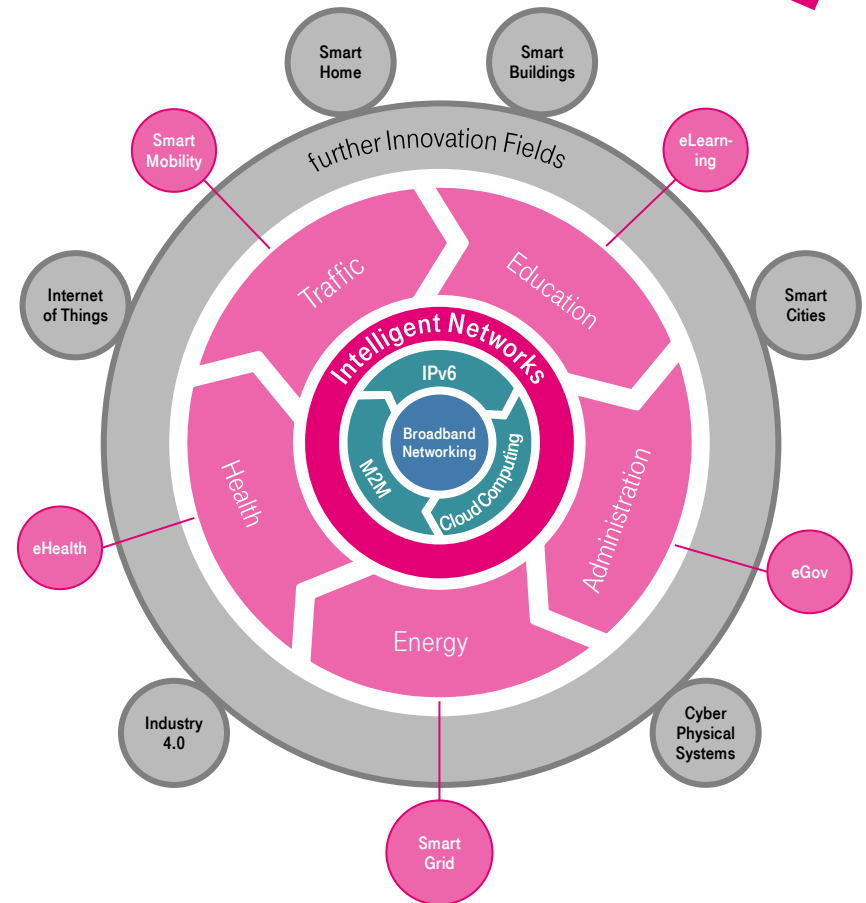 Smart
Home
Smart
Buildings
Smart
Mobility
further Innovation Fields
eLearn-
ing
Traffic
Education
Internet
of Things
Smart
Cities
Intelligent Networks
IPv6
Broadband
Networking
M2M
Cloud Computing
Health
Administration
eHealth
eGov
Energy
Industry
4.0
Cyber
Physical
Systems
Smart
Grid